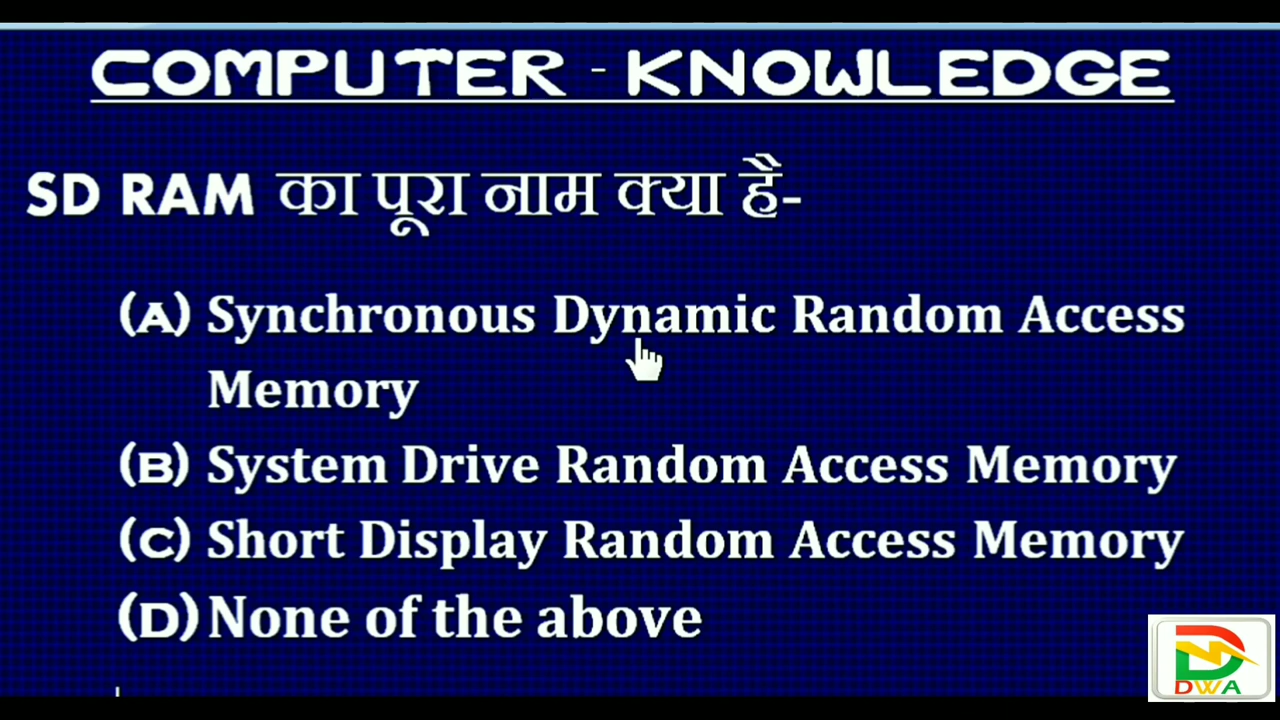 COMPUTER - KNOWLEDGE
SD RAM का पूरा नाम क्या है-
(A) Synchronous Dynamic Random Access
Memory
(B) System Drive Random Access Memory
(C) Short Display Random Access Memory
(D) None of the above
DWA